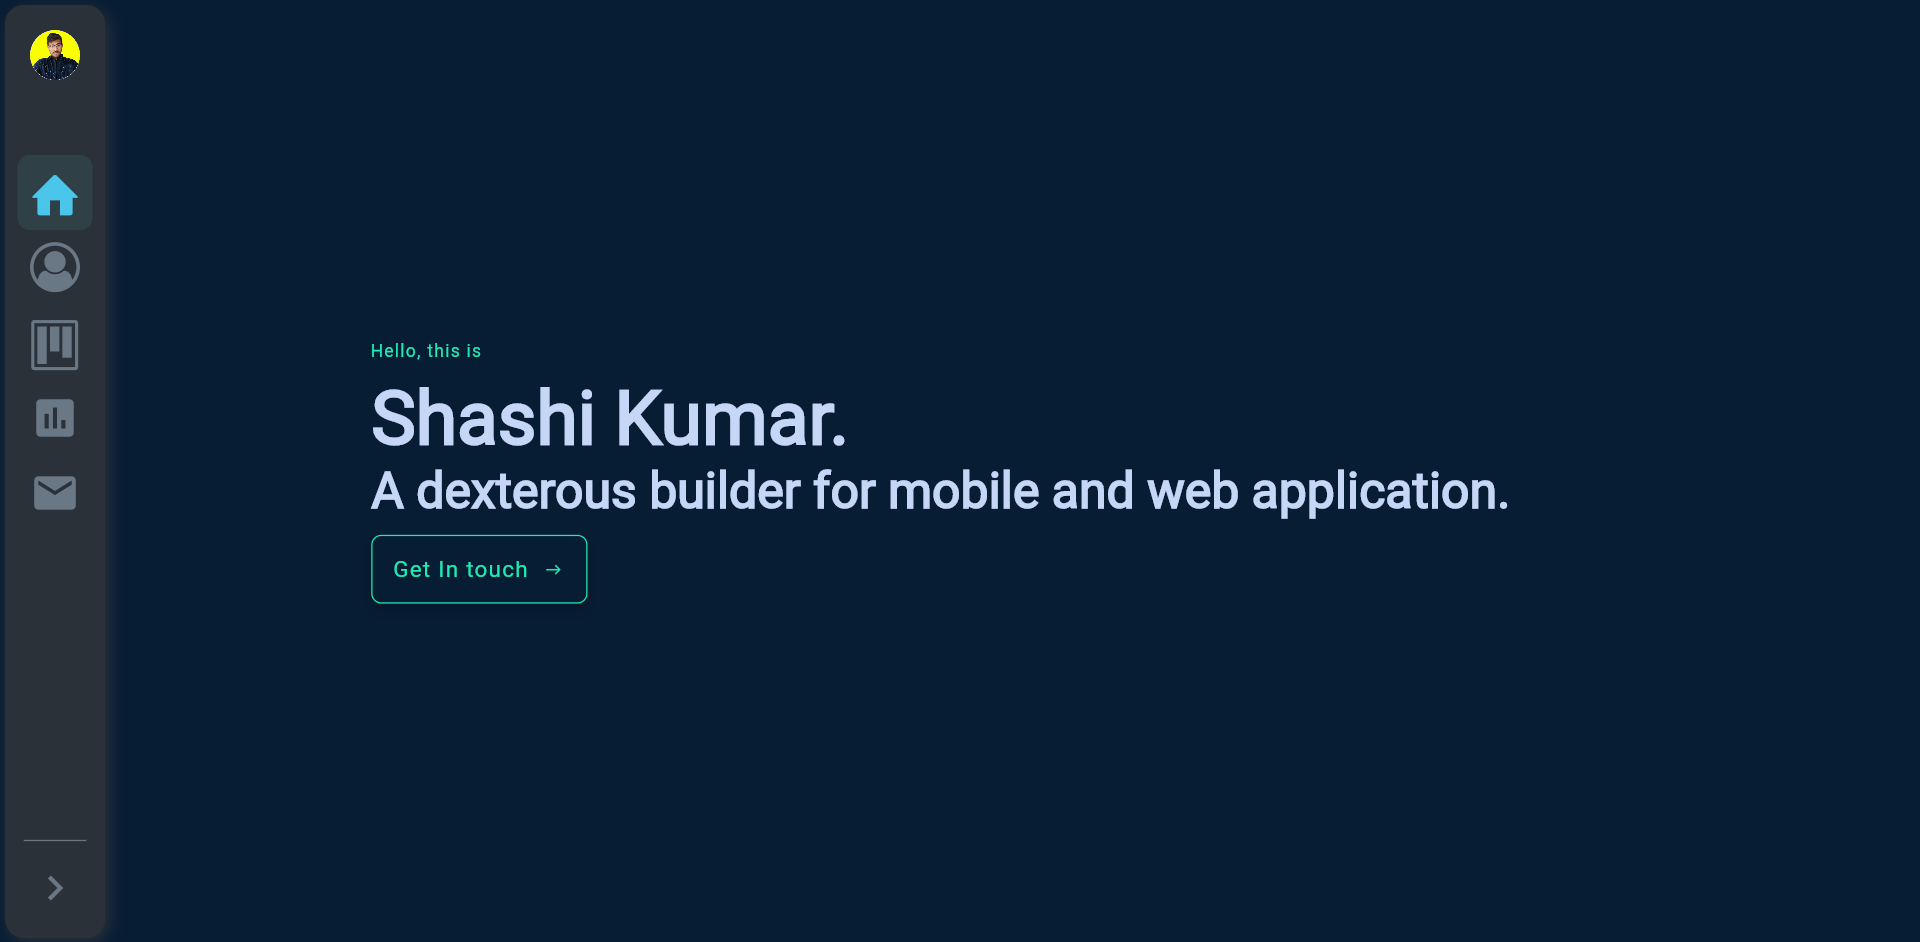 Hello, this is
Shashi Kumar.
A dexterous builder for mobile and web application.
Get In touch →